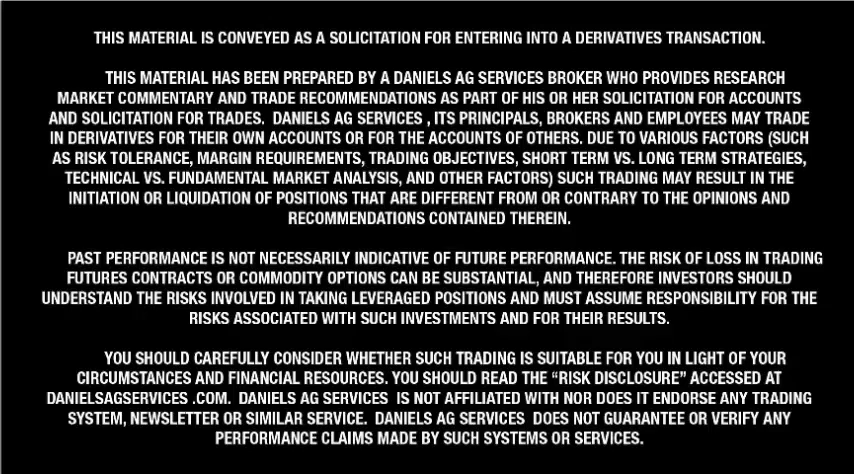 THIS MATERIAL IS CONVEYED AS A SOLICITATION FOR ENTERING INTO A DERIVATIVES TRANSACTION.
THIS MATERIAL HAS BEEN PREPARED BY A DANIELS AG SERVICES BROKER WHO PROVIDES RESEARCH
MARKET COMMENTARY AND TRADE RECOMMENDATIONS AS PART OF HIS OR HER SOLICITATION FOR ACCOUNTS
AND SOLICITATION FOR TRADES. DANIELS AG SERVICES , ITS PRINCIPALS, BROKERS AND EMPLOYEES MAY TRADE
IN DERIVATIVES FOR THEIR OWN ACCOUNTS OR FOR THE ACCOUNTS OF OTHERS. DUE TO VARIOUS FACTORS (SUCH
AS RISK TOLERANCE, MARGIN REQUIREMENTS, TRADING OBJECTIVES, SHORT TERM VS. LONG TERM STRATEGIES,
TECHNICAL VS. FUNDAMENTAL MARKET ANALYSIS, AND OTHER FACTORS) SUCH TRADING MAY RESULT IN THE
INITIATION OR LIQUIDATION OF POSITIONS THAT ARE DIFFERENT FROM OR CONTRARY TO THE OPINIONS AND
RECOMMENDATIONS CONTAINED THEREIN.
PAST PERFORMANCE IS NOT NECESSARILY INDICATIVE OF FUTURE PERFORMANCE. THE RISK OF LOSS IN TRADING
FUTURES CONTRACTS OR COMMODITY OPTIONS CAN BE SUBSTANTIAL, AND THEREFORE INVESTORS SHOULD
UNDERSTAND THE RISKS INVOLVED IN TAKING LEVERAGED POSITIONS AND MUST ASSUME RESPONSIBILITY FOR THE
RISKS ASSOCIATED WITH SUCH INVESTMENTS AND FOR THEIR RESULTS.
YOU SHOULD CAREFULLY CONSIDER WHETHER SUCH TRADING IS SUITABLE FOR YOU IN LIGHT OF YOUR
CIRCUMSTANCES AND FINANCIAL RESOURCES. YOU SHOULD READ THE “RISK DISCLOSURE” ACCESSED AT
DANIELSAGSERVICES .COM. DANIELS AG SERVICES IS NOT AFFILIATED WITH NOR DOES IT ENDORSE ANY TRADING
SYSTEM, NEWSLETTER OR SIMILAR SERVICE. DANIELS AG SERVICES DOES NOT GUARANTEE OR VERIFY ANY
PERFORMANCE CLAIMS MADE BY SUCH SYSTEMS OR SERVICES.